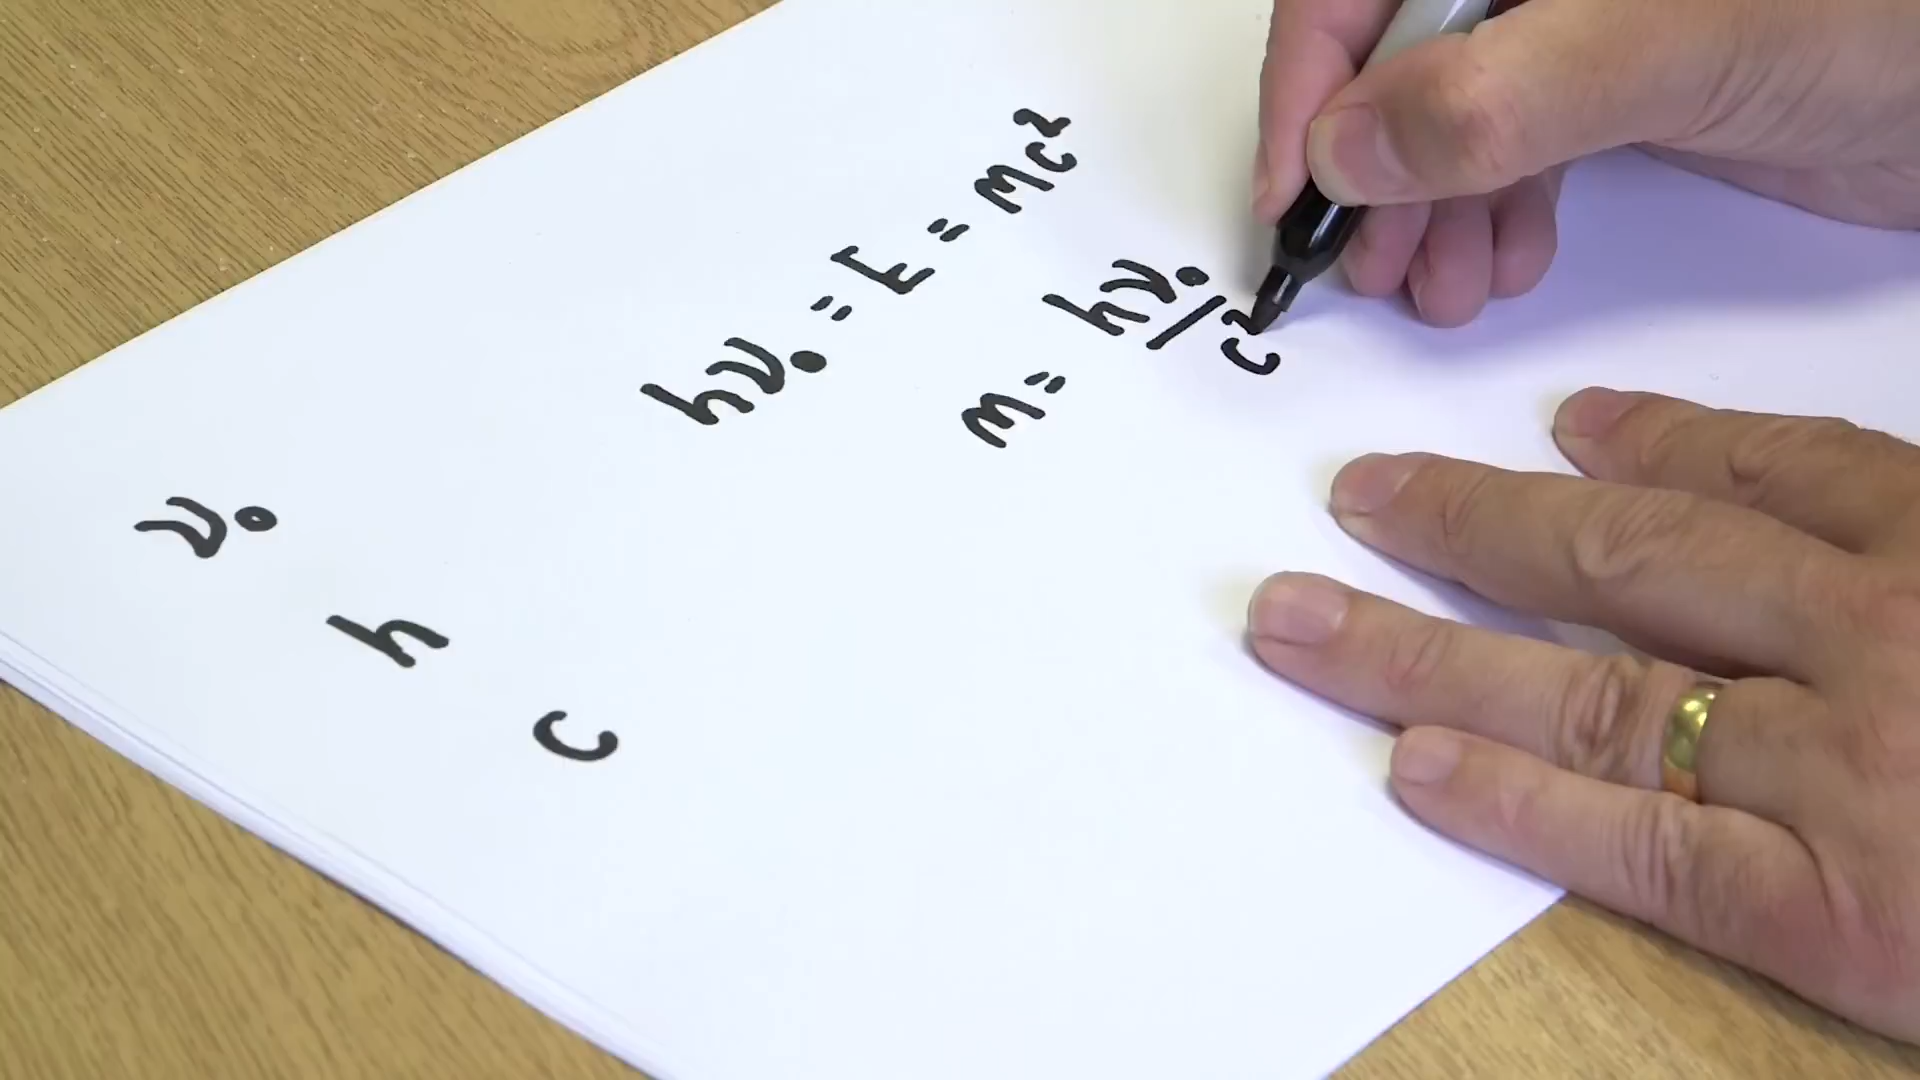 ν₀
h
c
hν₀ = E = mc²
m = hν₀/c²